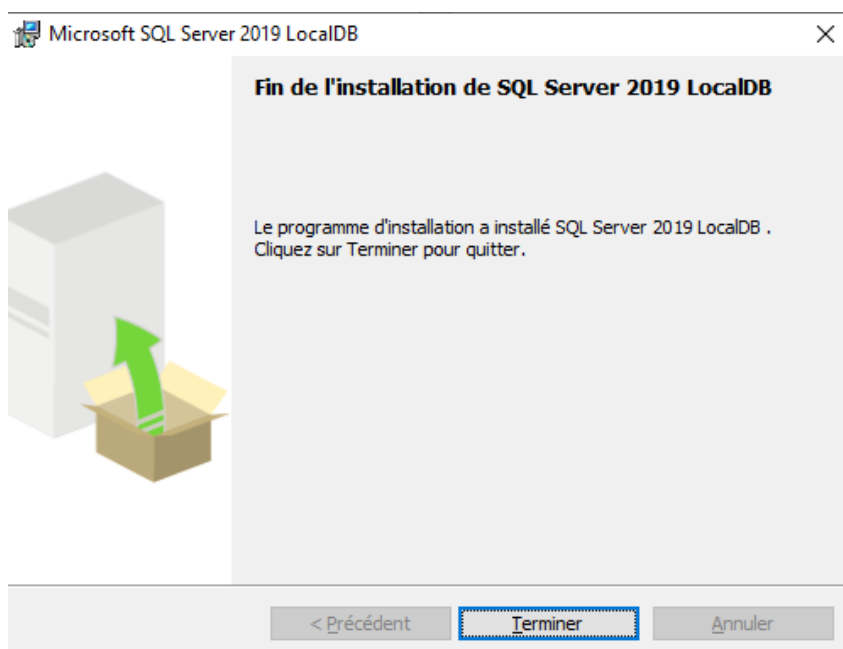 Microsoft SQL Server 2019 LocalDB
Fin de l'installation de SQL Server 2019 LocalDB
Le programme d'installation a installé SQL Server 2019 LocalDB .
Cliquez sur Terminer pour quitter.
< Précédent
Terminer
Annuler